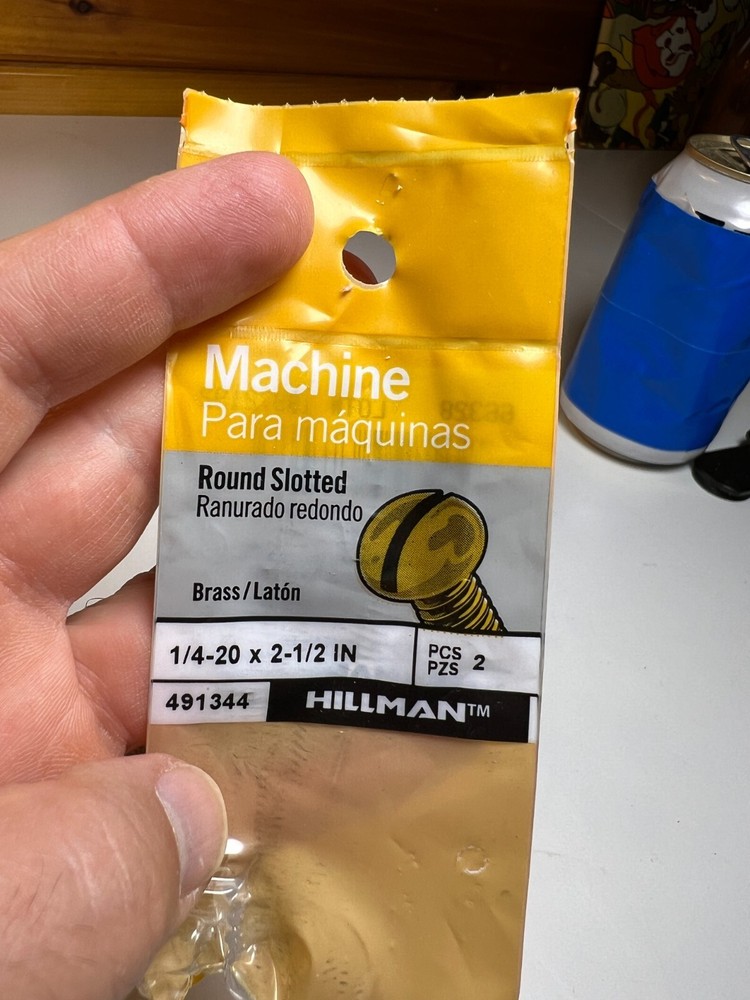 Machine
Para máquinas
Round Slotted
Ranurado redondo
Brass/Latón
1/4-20 x 2-1/2 IN
PCS
PZS 2
491344
HILLMAN™